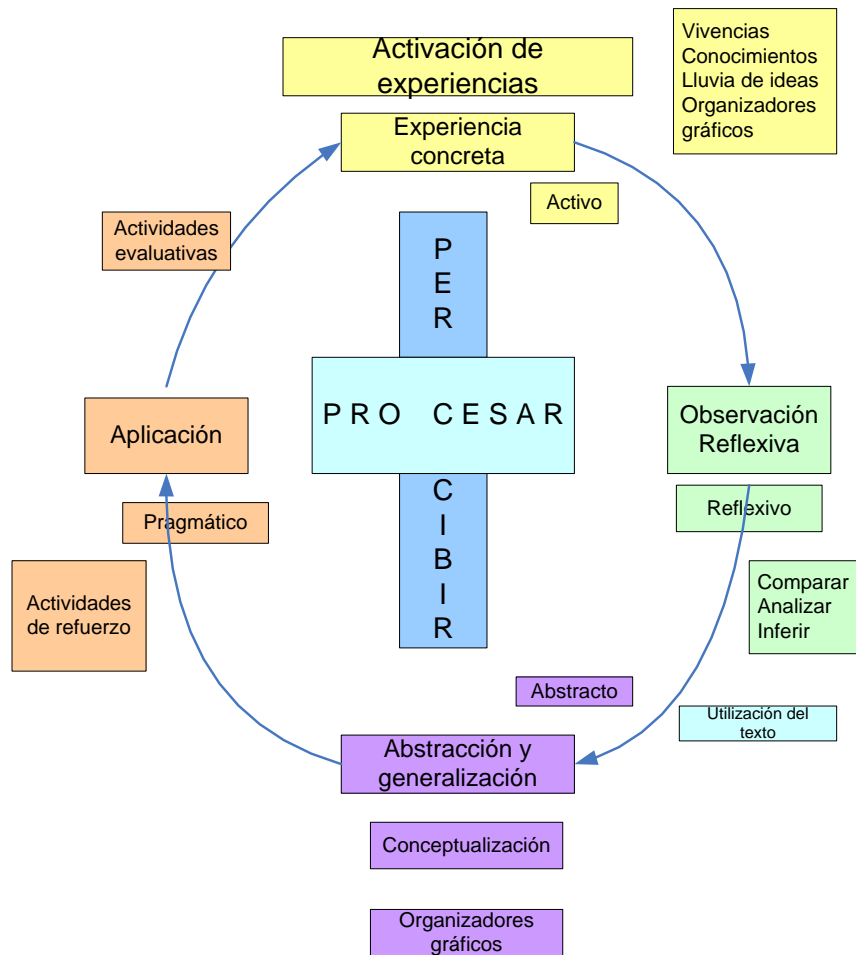 Activación de
experiencias
Vivencias
Conocimientos
Lluvia de ideas
Organizadores
gráficos
Experiencia
concreta
Activo
Actividades
evaluativas
P
E
R
P R O C E S A R
C
I
B
I
R
Aplicación
Observación
Reflexiva
Pragmático
Reflexivo
Actividades
de refuerzo
Comparar
Analizar
Inferir
Abstracto
Utilización del
texto
Abstracción y
generalización
Conceptualización
Organizadores
gráficos